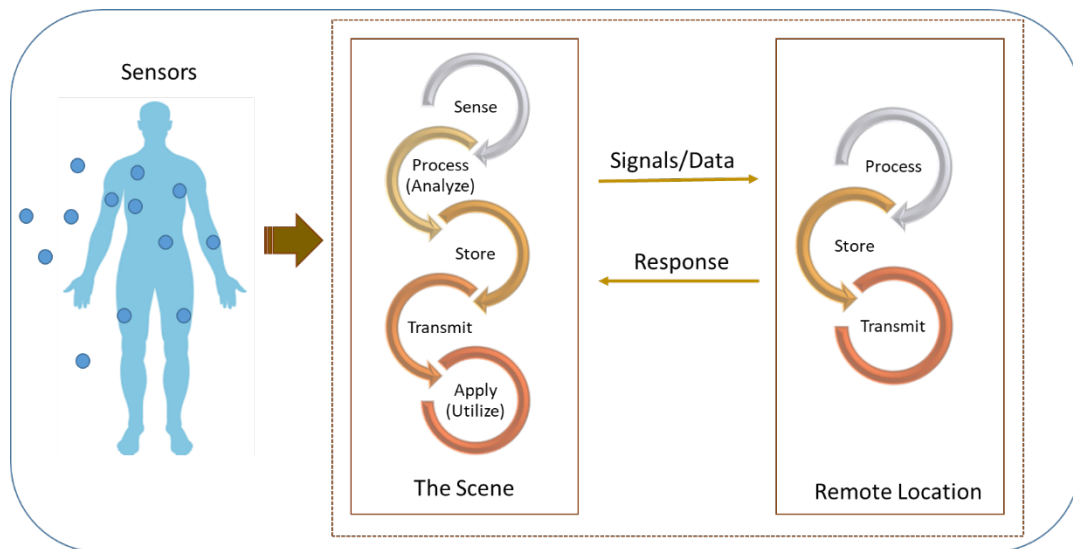 Sensors
Sense
Process
(Analyze)
Store
Transmit
Apply
(Utilize)
The Scene
Signals/Data
Response
Process
Store
Transmit
Remote Location